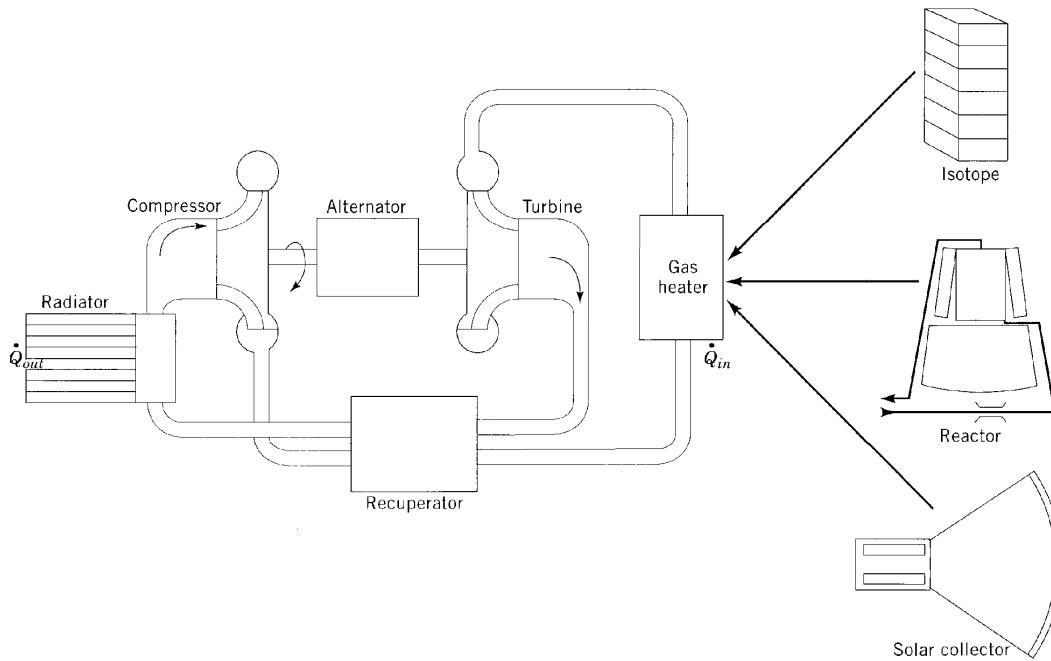 Isotope
Compressor
Alternator
Turbine
Gas
heater
Radiator
Q̇out
Q̇in
Reactor
Recuperator
Solar collector